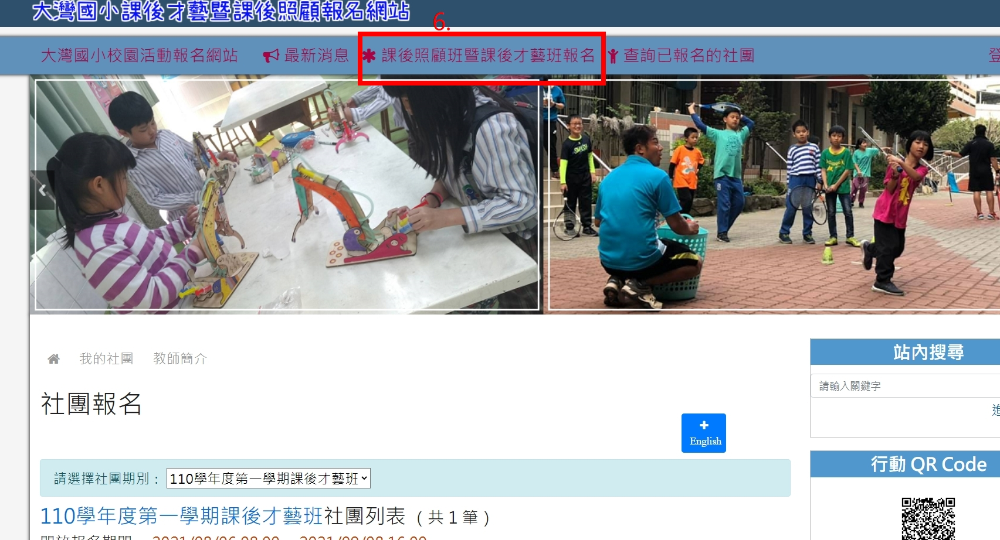 大灣國小課後才藝暨課後照顧報名網站
6.
大灣國小校園活動報名網站 最新消息 課後照顧班暨課後才藝班報名 查詢已報名的社團 登
我的社團 教師簡介
社團報名
English
請選擇社團期別： 110學年度第一學期課後才藝班
110學年度第一學期課後才藝班社團列表 （共 1 筆）
站內搜尋
請輸入關鍵字
進
行動 QR Code